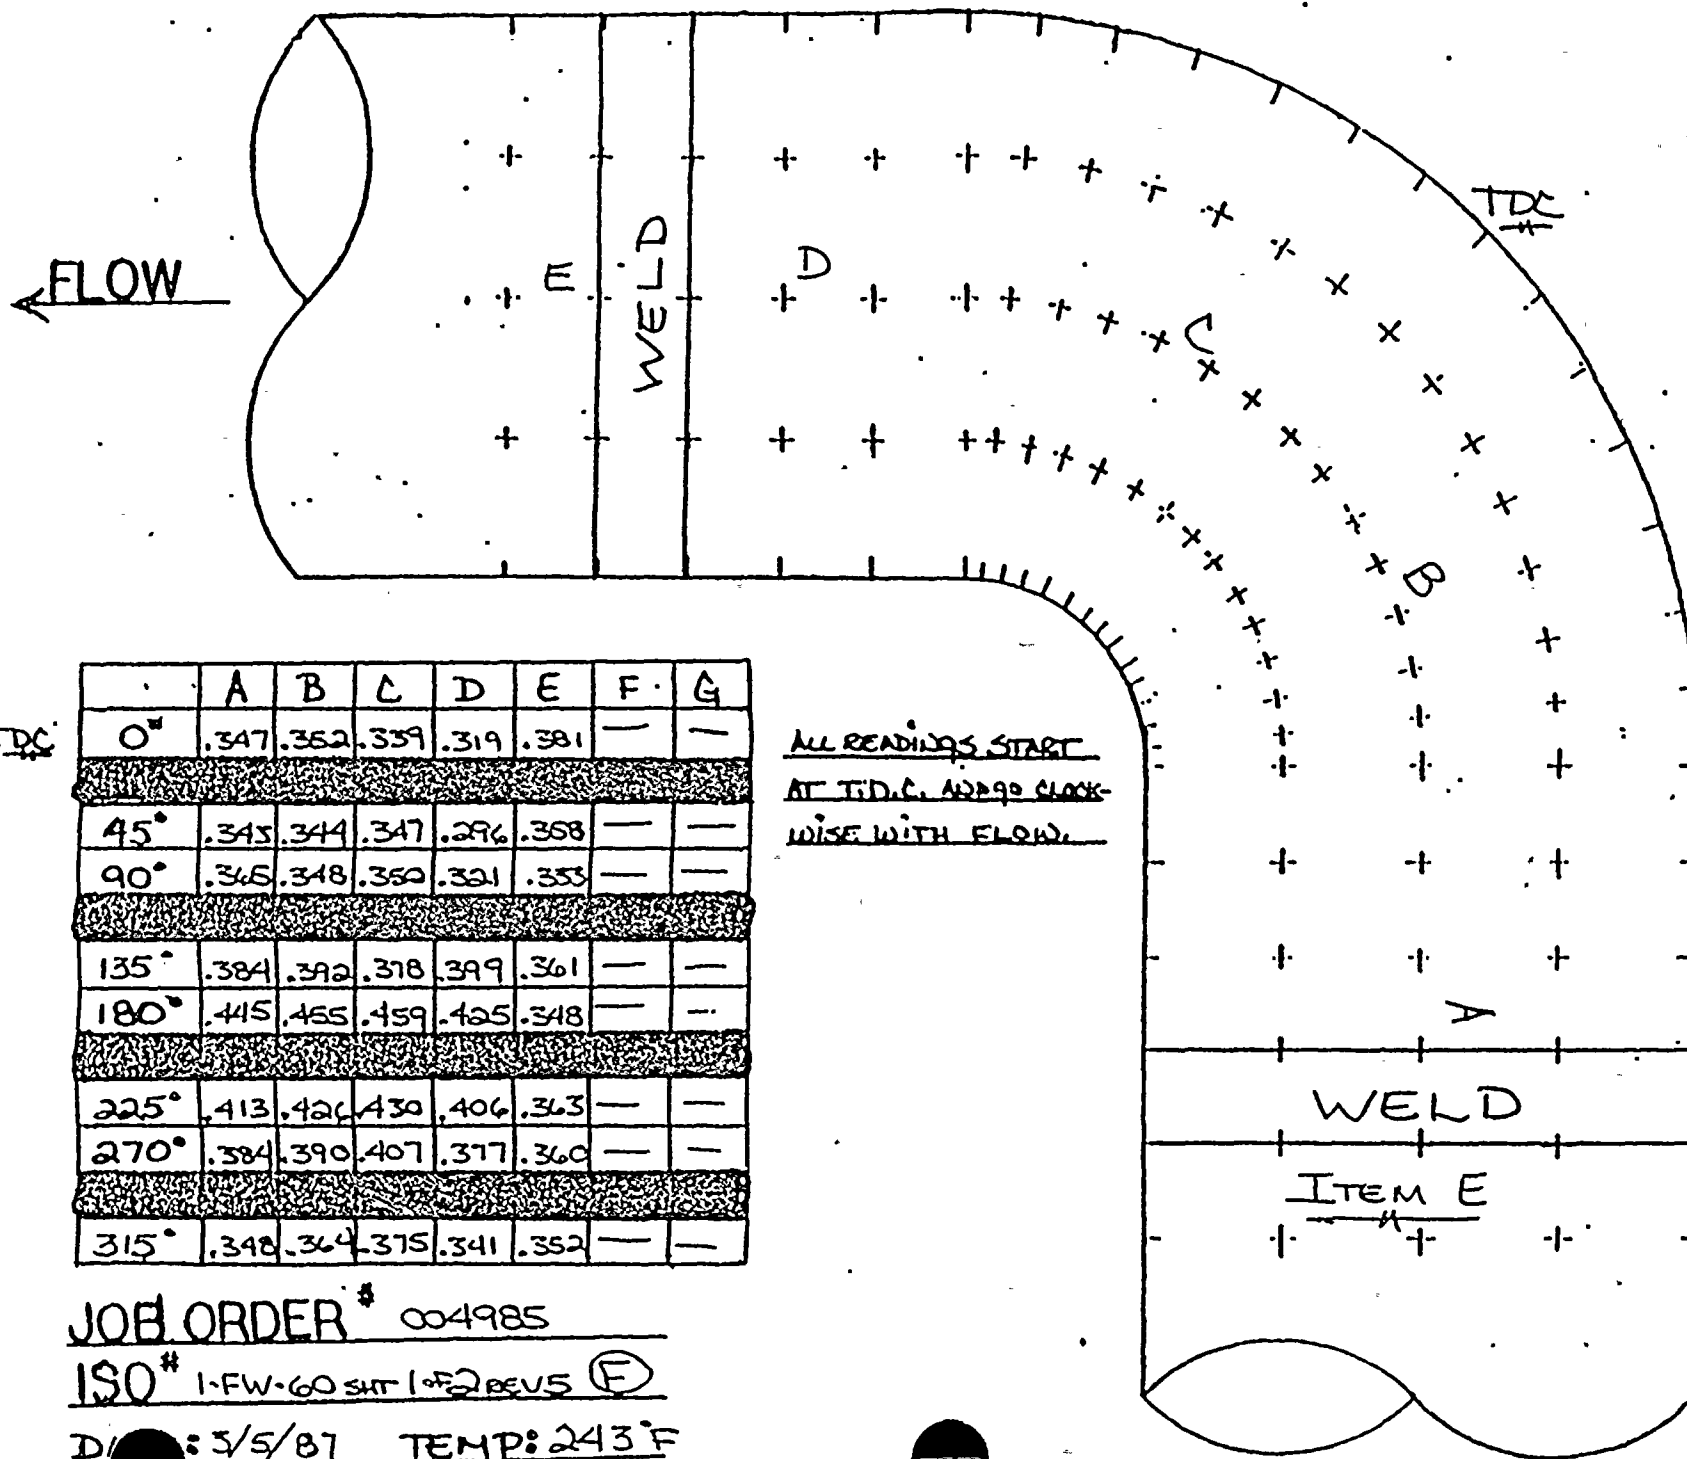 TDC
FLOW
E
WELD
D
C
B
A B C D E F G
TDC 0° .347 .352 .339 .319 .381 — —
45° .343 .344 .347 .296 .358 — —
90° .365 .348 .350 .321 .353 — —
135° .384 .392 .378 .399 .361 — —
180° .445 .455 .459 .425 .348 — —
225° .413 .426 .430 .406 .363 — —
270° .384 .390 .407 .377 .360 — —
315° .348 .364 .375 .341 .352 — —
ALL READINGS START
AT T.D.C. AND GO CLOCK-
WISE WITH FLOW.
A
WELD
ITEM E
JOB ORDER # 004985
ISO # 1-FW-60 SHT 1 OF 2 REV 5 E
: 3/5/87 TEMP: 243°F